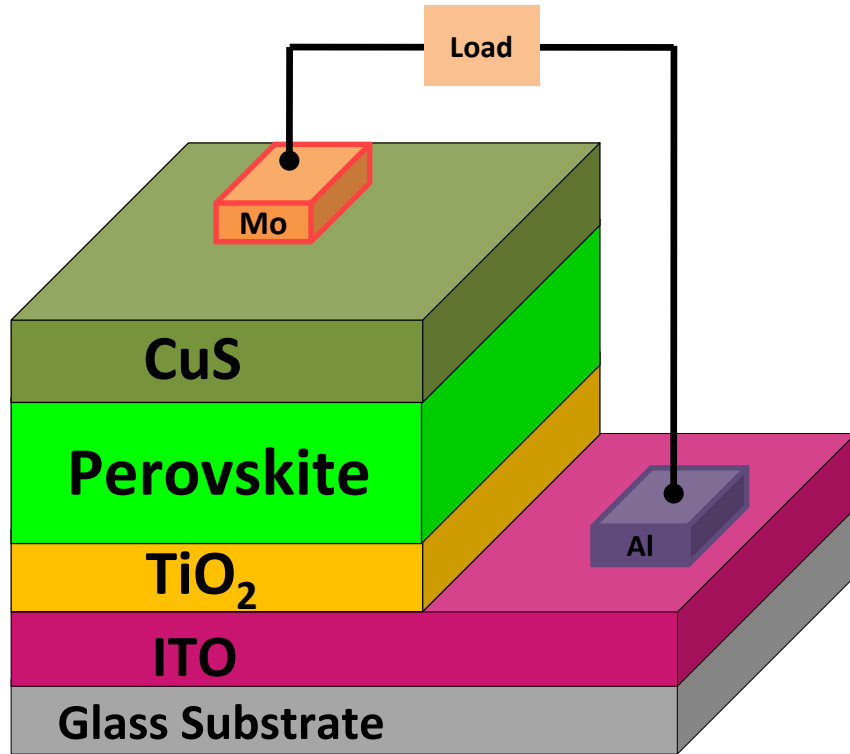 Load
Mo
CuS
Perovskite
TiO₂
Al
ITO
Glass Substrate